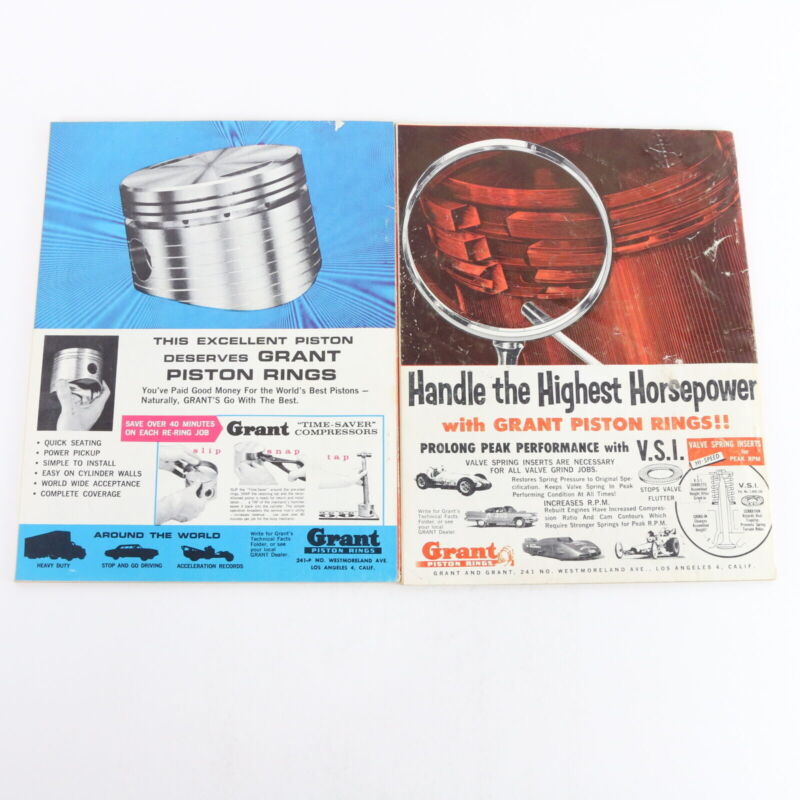 THIS EXCELLENT PISTON
DESERVES GRANT
PISTON RINGS
You've Paid Good Money For the World's Best Pistons —
Naturally, GRANT'S Go With The Best.
SAVE OVER 40 MINUTES
ON EACH RE-RING JOB
Grant "TIME-SAVER"
COMPRESSORS
slip
snap
tap
• QUICK SEATING
• POWER PICKUP
• SIMPLE TO INSTALL
• EASY ON CYLINDER WALLS
• WORLD WIDE ACCEPTANCE
• COMPLETE COVERAGE
AROUND THE WORLD
HEAVY DUTY
STOP AND GO DRIVING
ACCELERATION RECORDS
Write for Grant's
Technical Facts
Folder, or see
your local
GRANT Dealer.
Grant
PISTON RINGS
241-P NO. WESTMORELAND AVE.
LOS ANGELES 4, CALIF.
Handle the Highest Horsepower
with GRANT PISTON RINGS!!
PROLONG PEAK PERFORMANCE with V.S.I.
VALVE SPRING INSERTS
for
PEAK RPM
HI-SPEED
VALVE SPRING INSERTS ARE NECESSARY
FOR ALL VALVE GRIND JOBS.
Restores Spring Pressure to Original Spe-
cification. Keeps Valve Spring In Peak
Performing Condition At All Times!
STOPS VALVE
FLUTTER
INCREASES R.P.M.
Rebuilt Engines Have Increased Compres-
sion Ratio And Cam Contours Which
Require Stronger Springs for Peak R.P.M.
V.S.I.
Write for Grant's
Technical Facts
Folder, or see
your local
GRANT Dealer.
Grant
PISTON RINGS
GRANT AND GRANT, 241 NO. WESTMORELAND AVE., LOS ANGELES 4, CALIF.